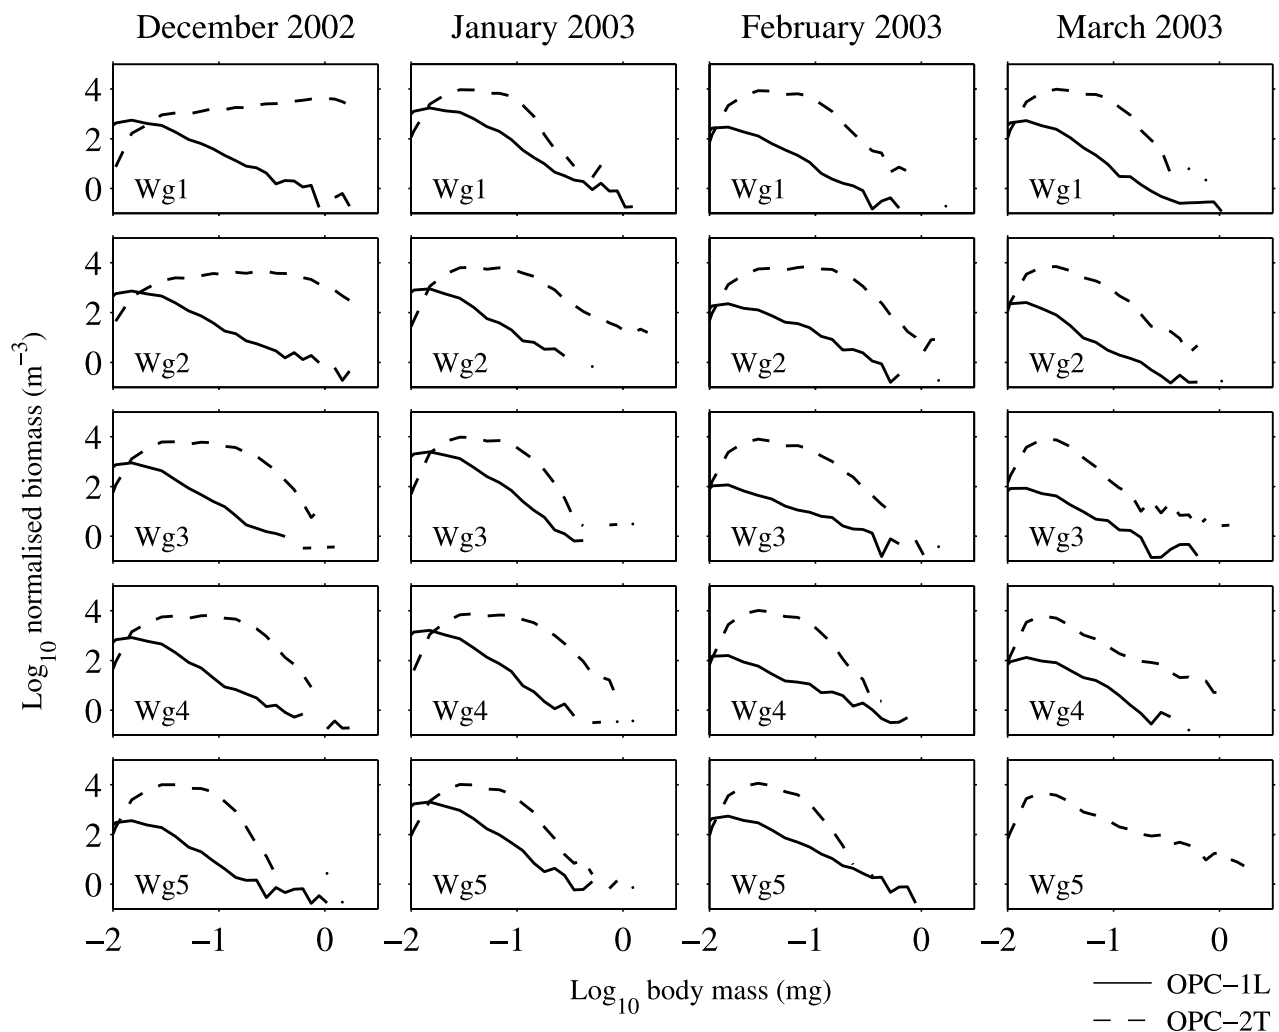 December 2002 January 2003 February 2003 March 2003
4
2
0
Wg1 Wg1 Wg1 Wg1
4
2
0
Wg2 Wg2 Wg2 Wg2
4
2
0
Wg3 Wg3 Wg3 Wg3
4
2
0
Wg4 Wg4 Wg4 Wg4
4
2
0
Wg5 Wg5 Wg5 Wg5
−2 −1 0 −2 −1 0 −2 −1 0 −2 −1 0
Log10 normalised biomass (m−3)
Log10 body mass (mg)
OPC−1L
OPC−2T